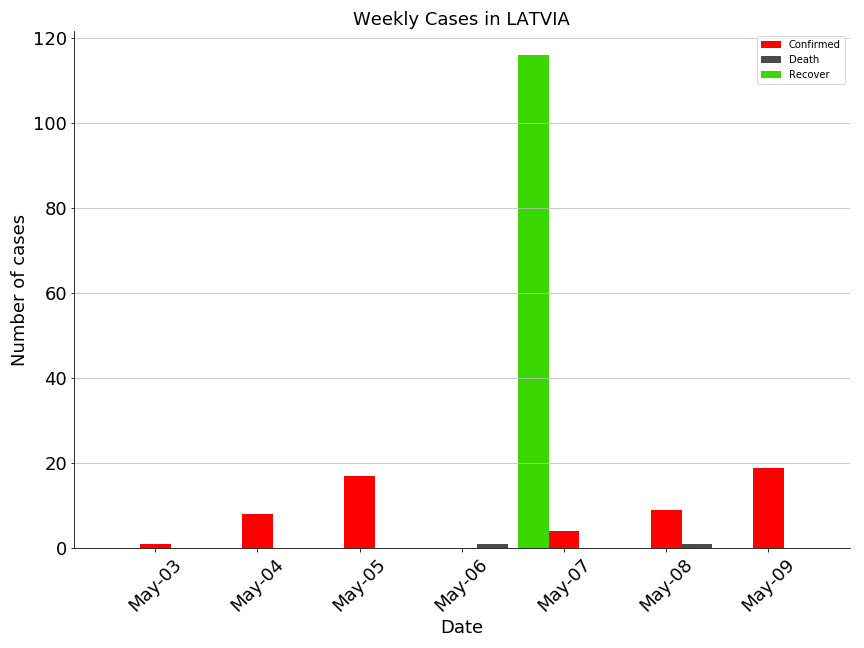 Weekly Cases in LATVIA
Confirmed
Death
Recover
Number of cases
120
100
80
60
40
20
0
May-03
May-04
May-05
May-06
May-07
May-08
May-09
Date